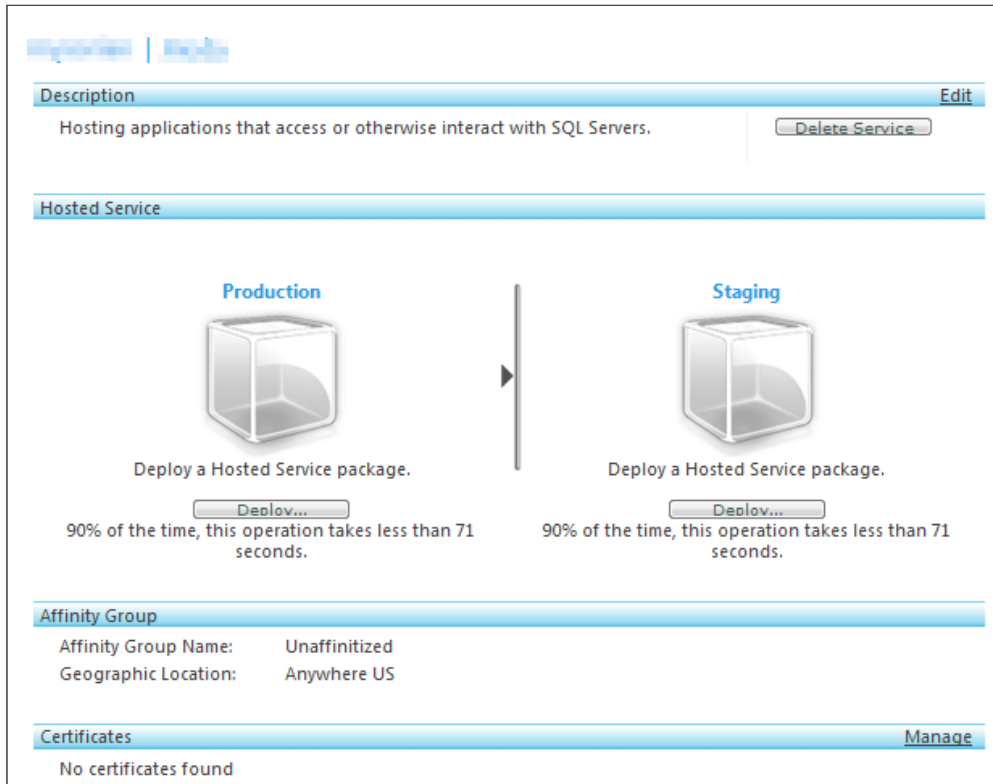 Description Edit
Hosting applications that access or otherwise interact with SQL Servers.
Delete Service
Hosted Service
Production
Staging
Deploy a Hosted Service package.
Deploy a Hosted Service package.
Deploy...
Deploy...
90% of the time, this operation takes less than 71
seconds.
90% of the time, this operation takes less than 71
seconds.
Affinity Group
Affinity Group Name: Unaffinitized
Geographic Location: Anywhere US
Certificates Manage
No certificates found